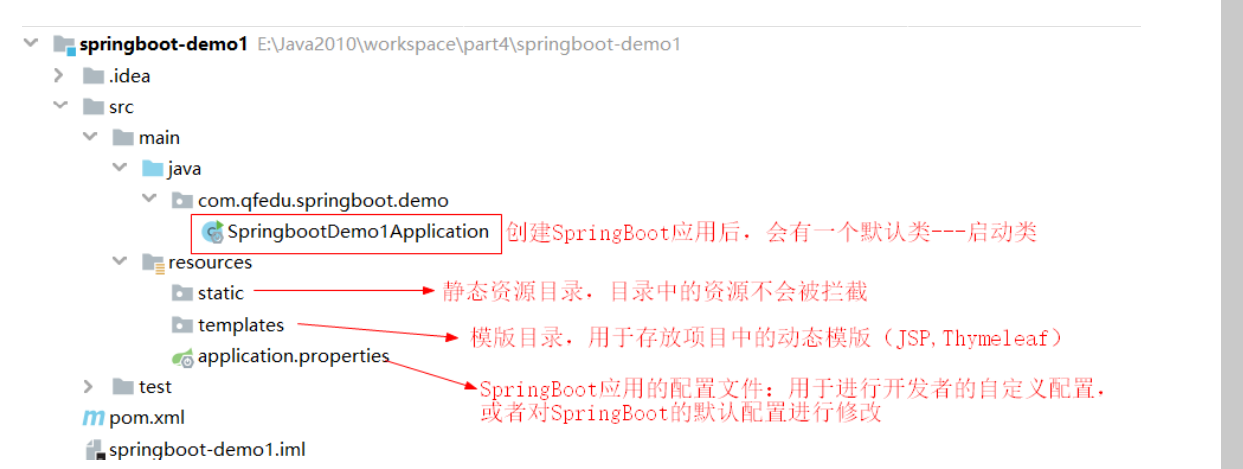 springboot-demo1 E:\Java2010\workspace\part4\springboot-demo1
.idea
src
main
java
com.qfedu.springboot.demo
SpringbootDemo1Application 创建SpringBoot应用后，会有一个默认类---启动类
resources
static 静态资源目录，目录中的资源不会被拦截
templates 模版目录，用于存放项目中的动态模版（JSP,Thymeleaf）
application.properties
SpringBoot应用的配置文件：用于进行开发者的自定义配置，
或者对SpringBoot的默认配置进行修改
test
pom.xml
springboot-demo1.iml